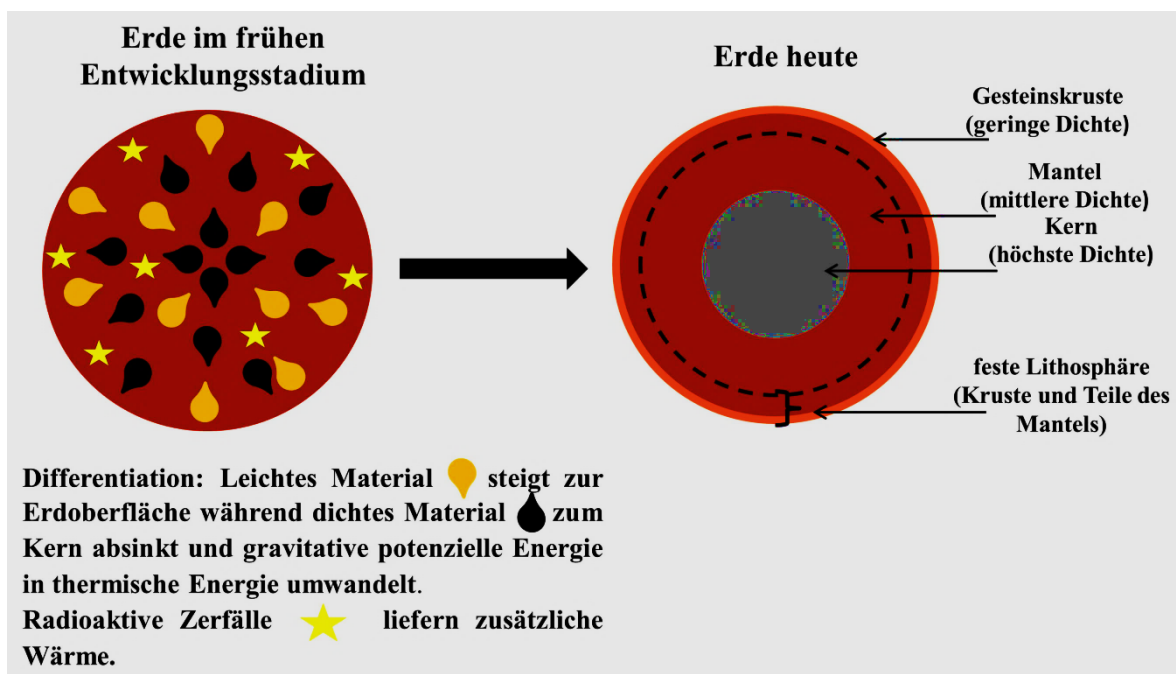 Erde im frühen
Entwicklungsstadium
Erde heute
Gesteinskruste
(geringe Dichte)
Mantel
(mittlere Dichte)
Kern
(höchste Dichte)
feste Lithosphäre
(Kruste und Teile des
Mantels)
Differentiation: Leichtes Material steigt zur
Erdoberfläche während dichtes Material zum
Kern absinkt und gravitative potenzielle Energie
in thermische Energie umwandelt.
Radioaktive Zerfälle liefern zusätzliche
Wärme.